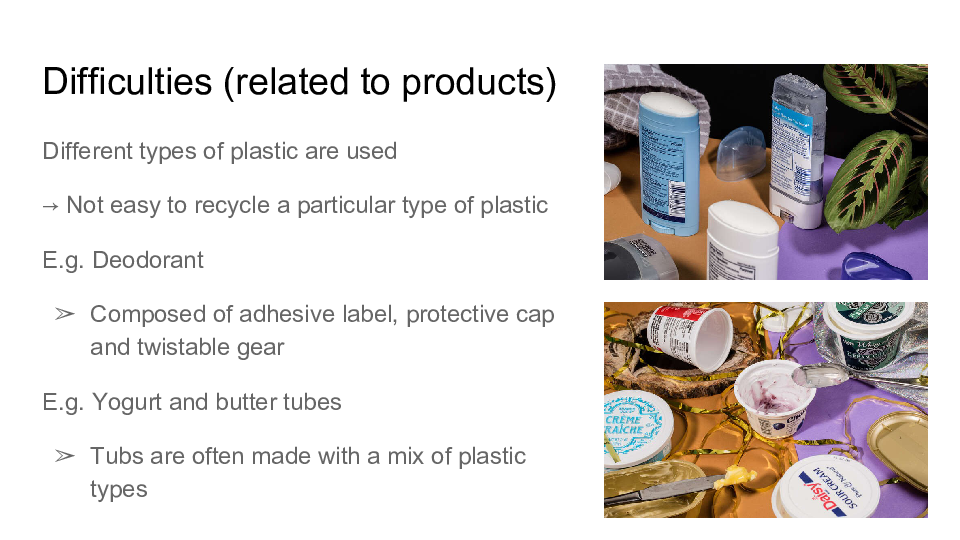 Difficulties (related to products)
Different types of plastic are used
→ Not easy to recycle a particular type of plastic
E.g. Deodorant
➢ Composed of adhesive label, protective cap
and twistable gear
E.g. Yogurt and butter tubes
➢ Tubs are often made with a mix of plastic
types
CRÈME
FRAÎCHE
Daisy
SOUR CREAM
Pure & Natural